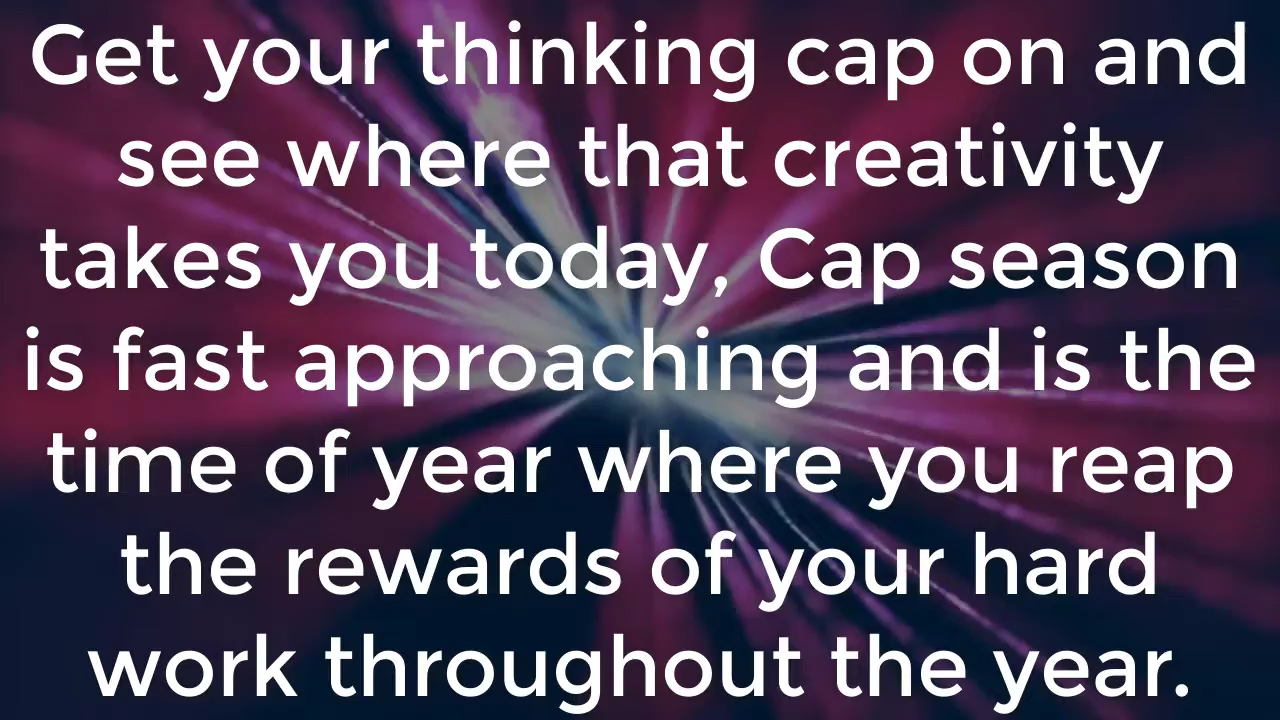 Get your thinking cap on and
see where that creativity
takes you today, Cap season
is fast approaching and is the
time of year where you reap
the rewards of your hard
work throughout the year.